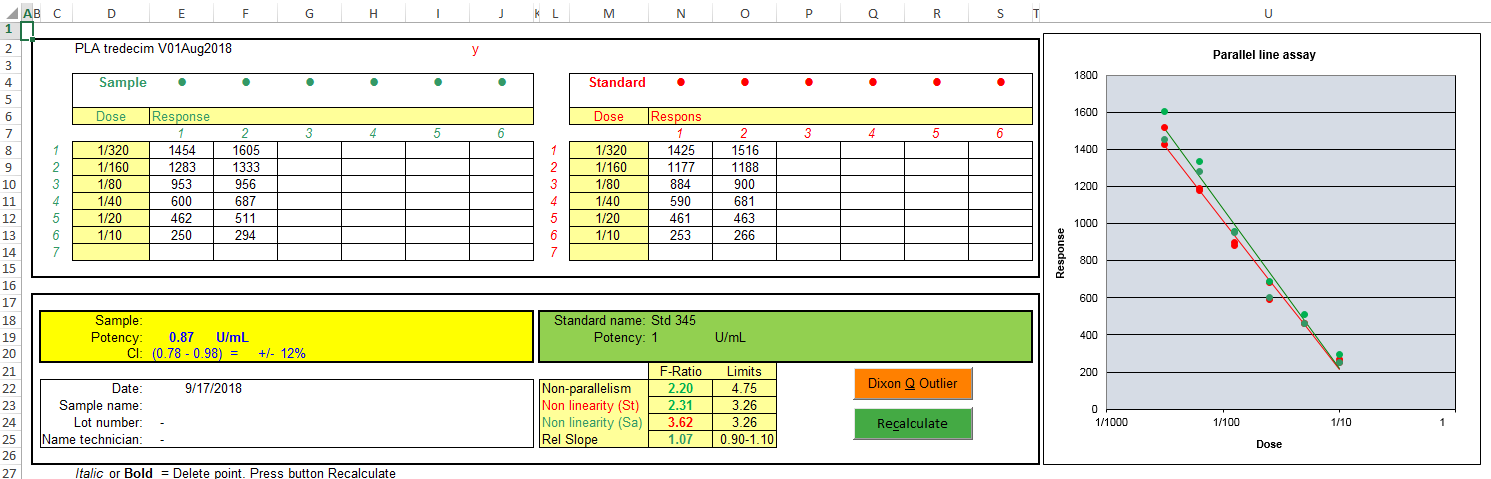 A B C D E F G H I J K L M N O P Q R S T U
1
2 PLA tredecim V01Aug2018 y
3
4 Sample ● ● ● ● ● ● Standard ● ● ● ● ● ●
5
6 Dose Response Dose Respons
7 1 2 3 4 5 6 1 2 3 4 5 6
8 1 1/320 1454 1605 1 1/320 1425 1516
9 2 1/160 1283 1333 2 1/160 1177 1188
10 3 1/80 953 956 3 1/80 884 900
11 4 1/40 600 687 4 1/40 590 681
12 5 1/20 462 511 5 1/20 461 463
13 6 1/10 250 294 6 1/10 253 266
14 7 7
15
16
17
18 Sample: Standard name: Std 345
19 Potency: 0.87 U/mL Potency: 1 U/mL
20 CI: (0.78 - 0.98) = +/- 12%
21 F-Ratio Limits
22 Date: 9/17/2018 Non-parallelism 2.20 4.75 Dixon Q Outlier
23 Sample name: Non linearity (St) 2.31 3.26
24 Lot number: - Non linearity (Sa) 3.62 3.26 Recalculate
25 Name technician: - Rel Slope 1.07 0.90-1.10
26
27 Italic or Bold = Delete point. Press button Recalculate
Parallel line assay
Response
1800
1600
1400
1200
1000
800
600
400
200
0
1/1000 1/100 1/10 1
Dose